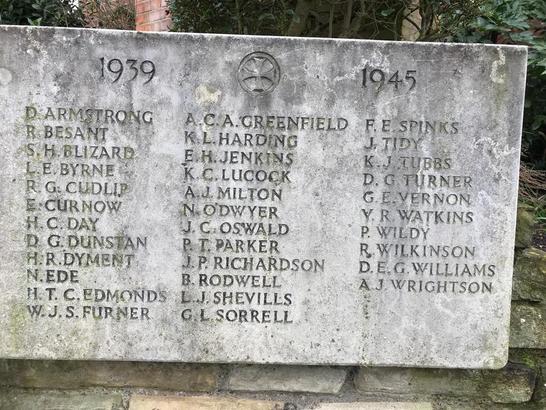 1939 1945
D. ARMSTRONG
R. BESANT
S. H. BLIZARD
L. E. BYRNE
R. G. CUDLIP
E. CURNOW
H. C. DAY
D. G. DUNSTAN
H. R. DYMENT
N. EDE
H. T. C. EDMONDS
W. J. S. FURNER
A. C. A. GREENFIELD
K. L. HARDING
E. H. JENKINS
K. C. LUCOCK
A. J. MILTON
N. ODWYER
J. C. OSWALD
P. T. PARKER
J. P. RICHARDSON
B. RODWELL
L. J. SHEVILLS
G. L. SORRELL
F. E. SPINKS
J. TIDY
K. J. TUBBS
D. G. TURNER
G. E. VERNON
V. R. WATKINS
P. WILDY
R. WILKINSON
D. E. G. WILLIAMS
A. J. WRIGHTSON